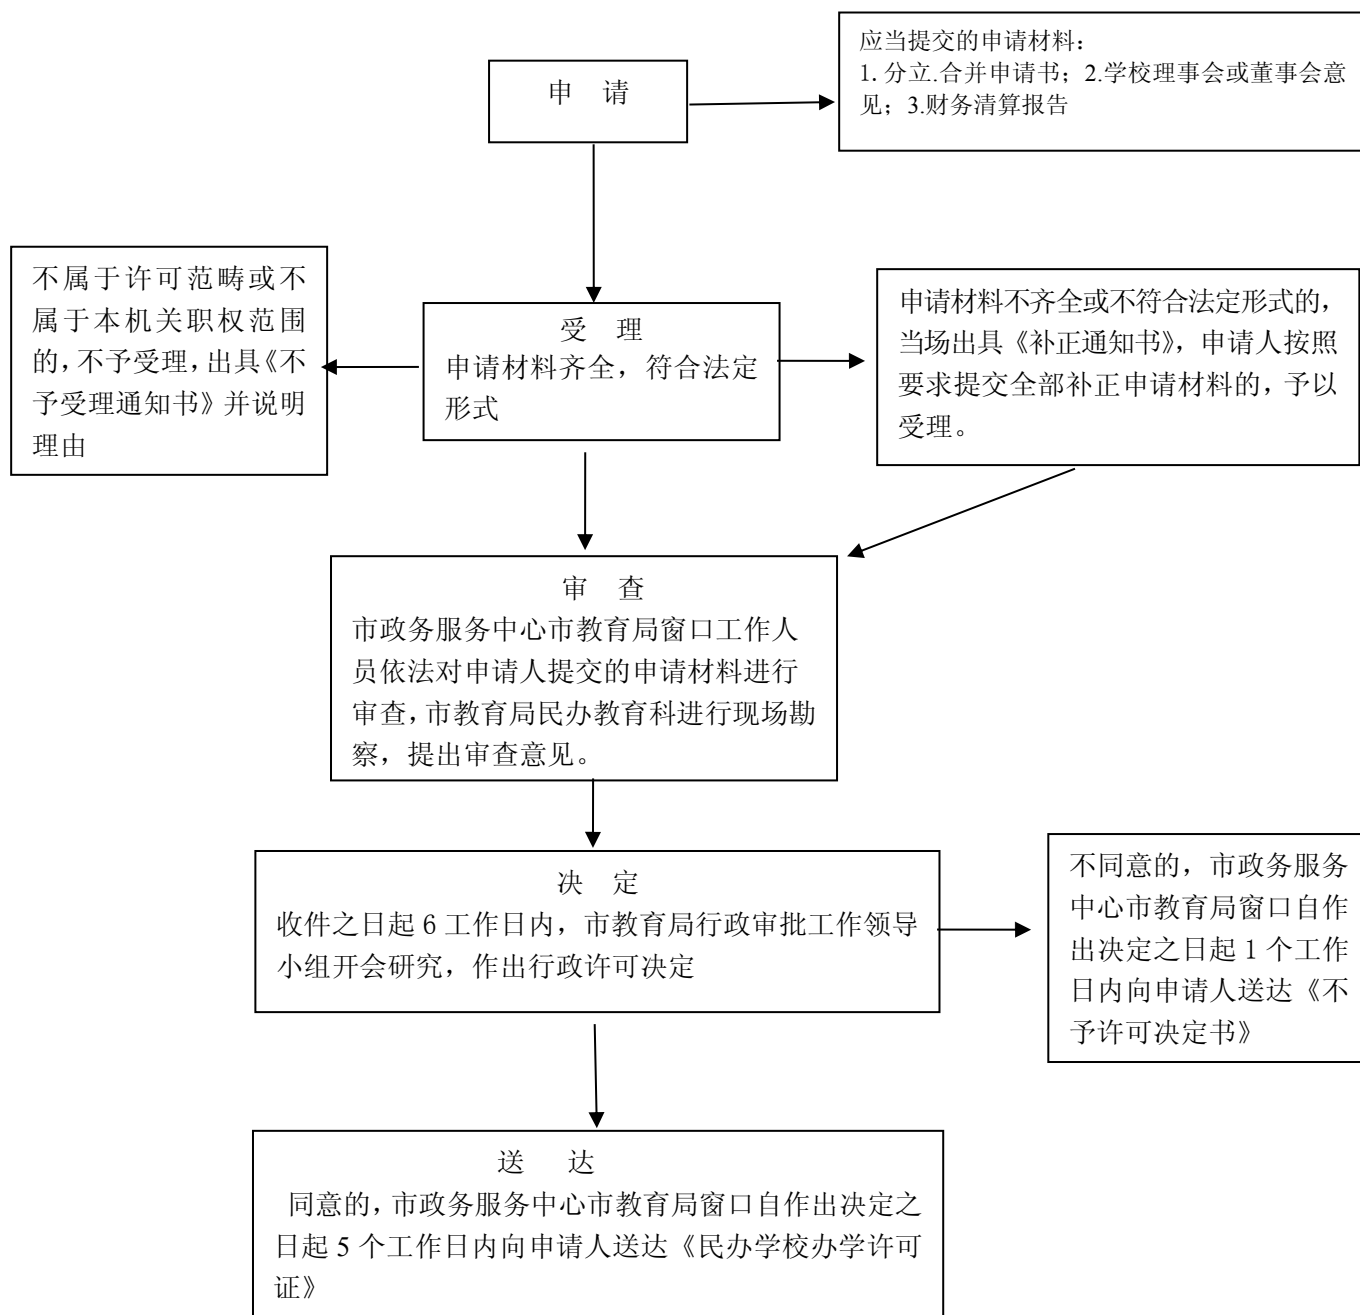 申 请
应当提交的申请材料：
1. 分立.合并申请书；2.学校理事会或董事会意
见；3.财务清算报告
不属于许可范畴或不
属于本机关职权范围
的，不予受理，出具《不
予受理通知书》并说明
理由
受 理
申请材料齐全，符合法定
形式
申请材料不齐全或不符合法定形式的，
当场出具《补正通知书》，申请人按照
要求提交全部补正申请材料的，予以
受理。
审 查
市政务服务中心市教育局窗口工作人
员依法对申请人提交的申请材料进行
审查，市教育局民办教育科进行现场勘
察，提出审查意见。
决 定
收件之日起 6 工作日内，市教育局行政审批工作领导
小组开会研究，作出行政许可决定
不同意的，市政务服务
中心市教育局窗口自作
出决定之日起 1 个工作
日内向申请人送达《不
予许可决定书》
送 达
同意的，市政务服务中心市教育局窗口自作出决定之
日起 5 个工作日内向申请人送达《民办学校办学许可
证》